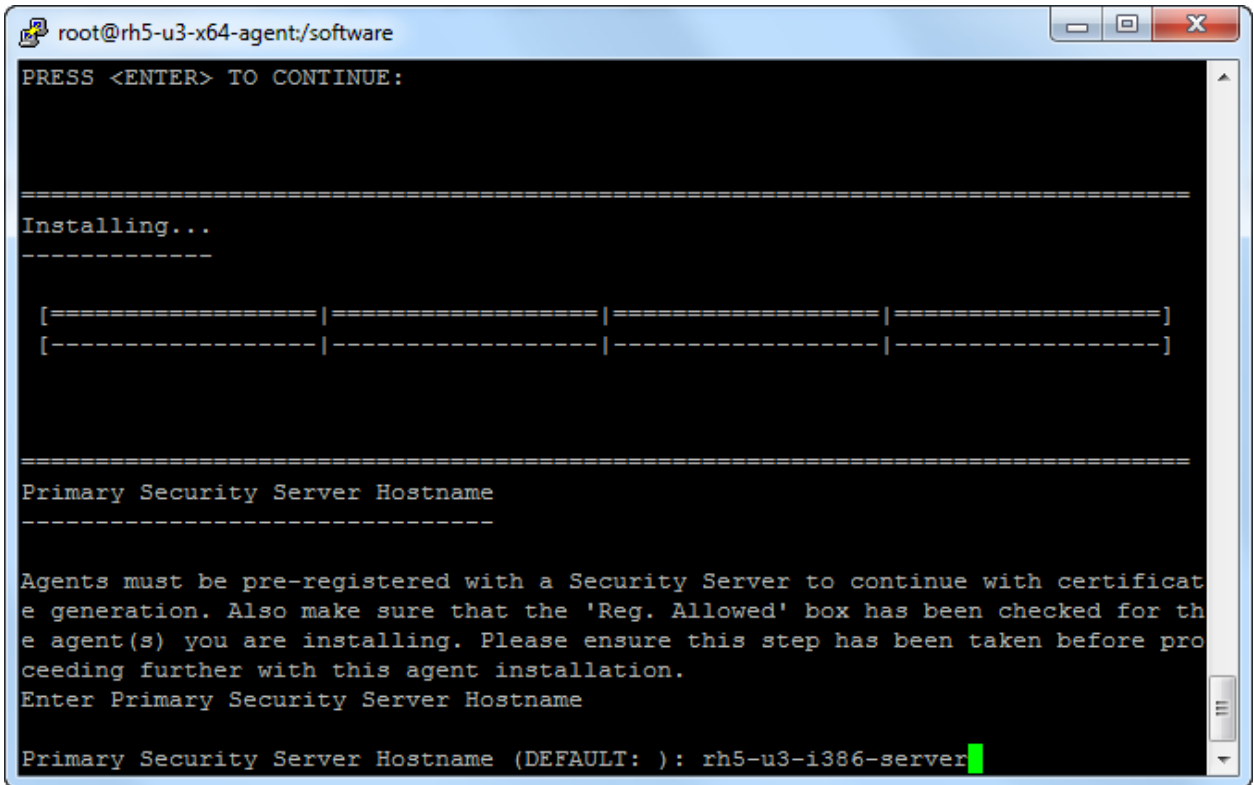 root@rh5-u3-x64-agent:/software
PRESS <ENTER> TO CONTINUE:
================================================================================
Installing...
-------------
[==================|==================|==================|==================]
[------------------|------------------|------------------|------------------]
================================================================================
Primary Security Server Hostname
--------------------------------
Agents must be pre-registered with a Security Server to continue with certificat
e generation. Also make sure that the 'Reg. Allowed' box has been checked for th
e agent(s) you are installing. Please ensure this step has been taken before pro
ceeding further with this agent installation.
Enter Primary Security Server Hostname
Primary Security Server Hostname (DEFAULT: ): rh5-u3-i386-server